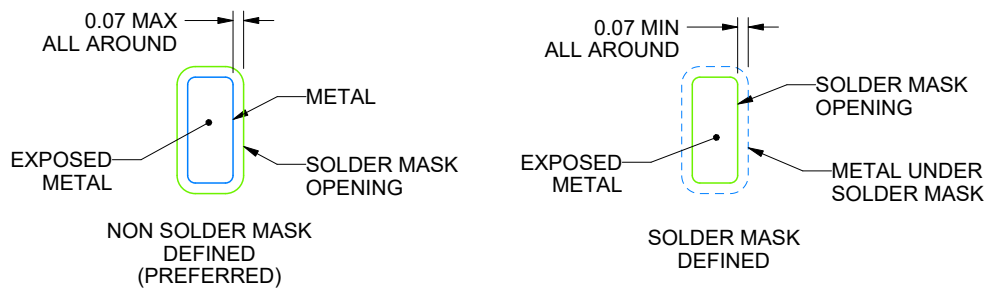 0.07 MAX
ALL AROUND
METAL
EXPOSED
METAL
SOLDER MASK
OPENING
NON SOLDER MASK
DEFINED
(PREFERRED)
0.07 MIN
ALL AROUND
SOLDER MASK
OPENING
EXPOSED
METAL
METAL UNDER
SOLDER MASK
SOLDER MASK
DEFINED